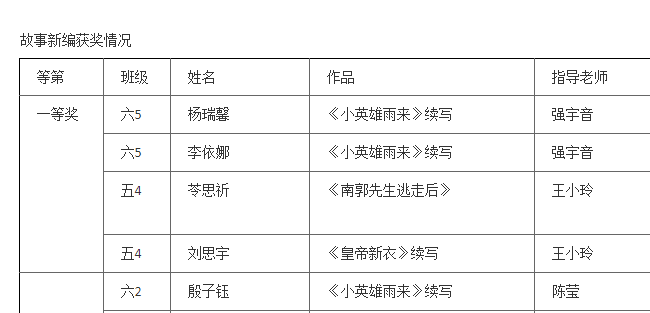 故事新编获奖情况
等第 班级 姓名 作品 指导老师
一等奖 六5 杨瑞馨 《小英雄雨来》续写 强宇音
六5 李依娜 《小英雄雨来》续写 强宇音
五4 苓思祈 《南郭先生逃走后》 王小玲
五4 刘思宇 《皇帝新衣》续写 王小玲
六2 殷子钰 《小英雄雨来》续写 陈莹